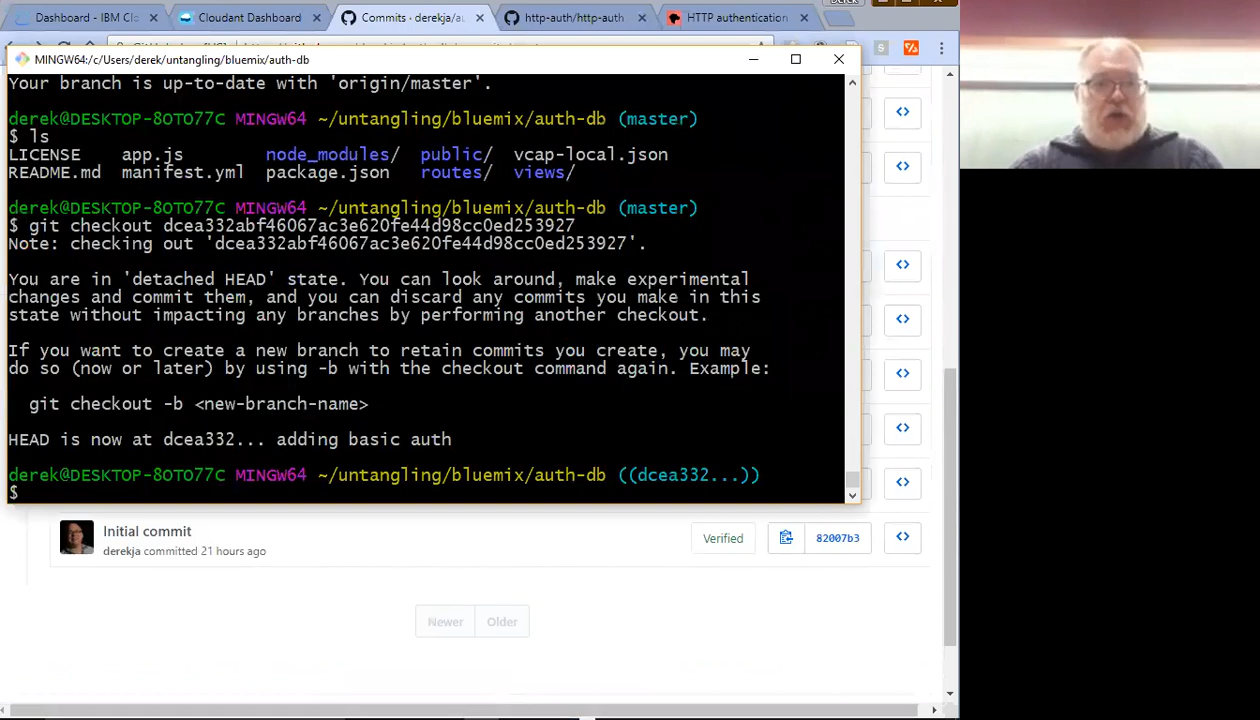 Derek
Dashboard - IBM Clo
Cloudant Dashboard
Commits · derekja/au
http-auth/http-auth
HTTP authentication
MINGW64:/c/Users/derek/untangling/bluemix/auth-db
Your branch is up-to-date with 'origin/master'.
derek@DESKTOP-8OTO77C MINGW64 ~/untangling/bluemix/auth-db (master)
$ ls
LICENSE app.js node_modules/ public/ vcap-local.json
README.md manifest.yml package.json routes/ views/
derek@DESKTOP-8OTO77C MINGW64 ~/untangling/bluemix/auth-db (master)
$ git checkout dcea332abf46067ac3e620fe44d98cc0ed253927
Note: checking out 'dcea332abf46067ac3e620fe44d98cc0ed253927'.
You are in 'detached HEAD' state. You can look around, make experimental
changes and commit them, and you can discard any commits you make in this
state without impacting any branches by performing another checkout.
If you want to create a new branch to retain commits you create, you may
do so (now or later) by using -b with the checkout command again. Example:
git checkout -b <new-branch-name>
HEAD is now at dcea332... adding basic auth
derek@DESKTOP-8OTO77C MINGW64 ~/untangling/bluemix/auth-db ((dcea332...))
$
Initial commit
derekja committed 21 hours ago
Verified
82007b3
Newer
Older